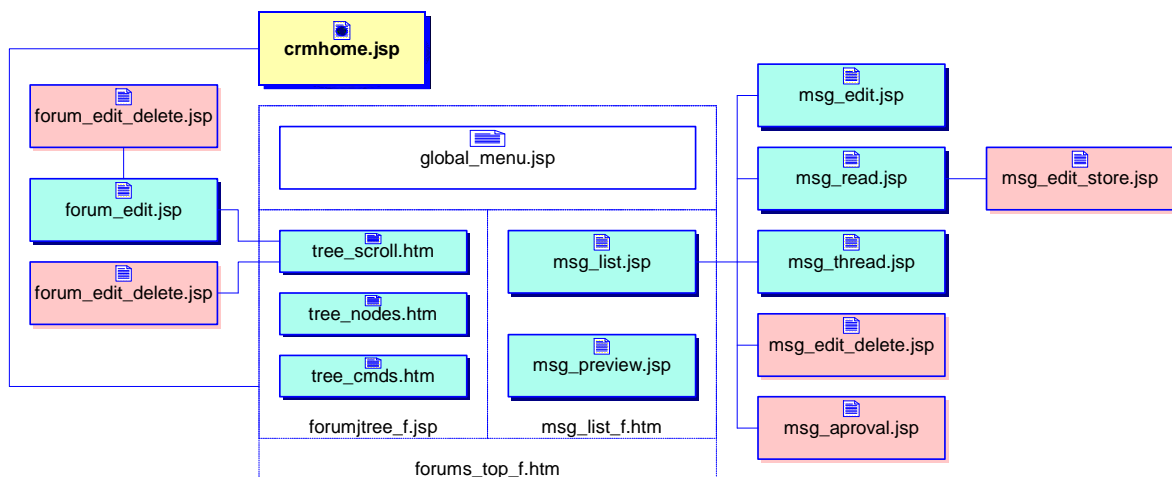 crmhome.jsp
forum_edit_delete.jsp
forum_edit.jsp
forum_edit_delete.jsp
global_menu.jsp
tree_scroll.htm
tree_nodes.htm
tree_cmds.htm
forumjtree_f.jsp
msg_list.jsp
msg_preview.jsp
msg_list_f.htm
forums_top_f.htm
msg_edit.jsp
msg_read.jsp
msg_edit_store.jsp
msg_thread.jsp
msg_edit_delete.jsp
msg_aproval.jsp